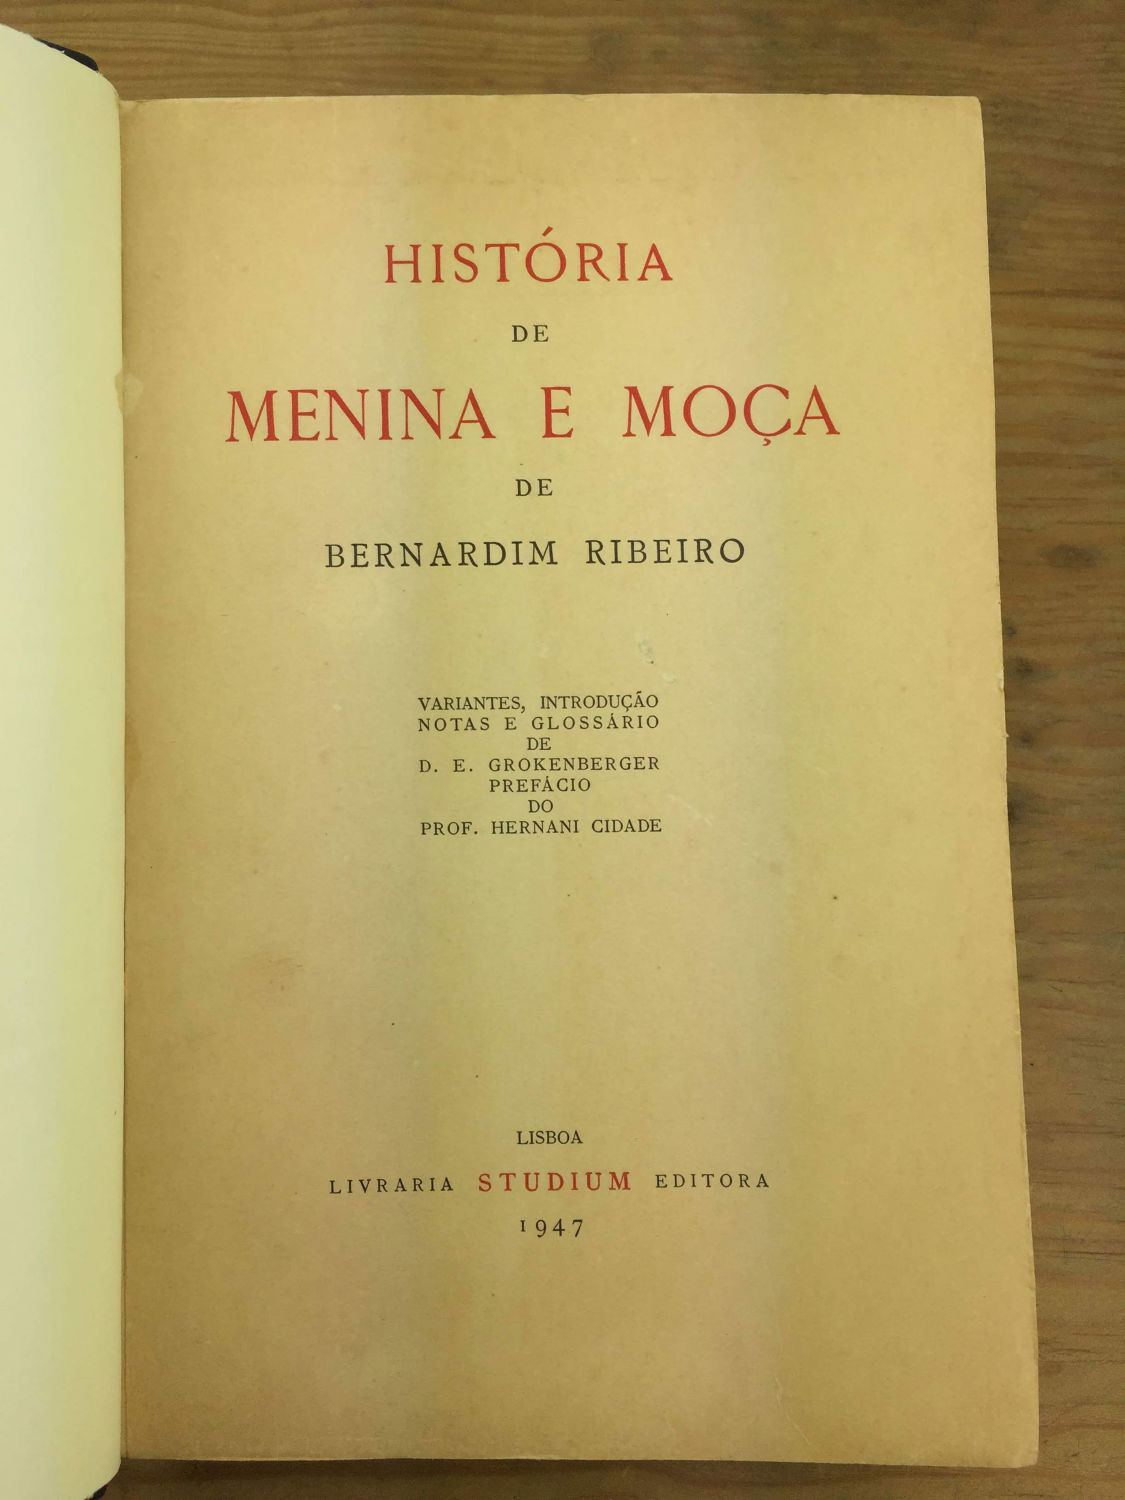 HISTÓRIA
DE
MENINA E MOÇA
DE
BERNARDIM RIBEIRO
VARIANTES, INTRODUÇÃO
NOTAS E GLOSSÁRIO
DE
D. E. GROKENBERGER
PREFÁCIO
DO
PROF. HERNANI CIDADE
LISBOA
LIVRARIA STUDIUM EDITORA
1947